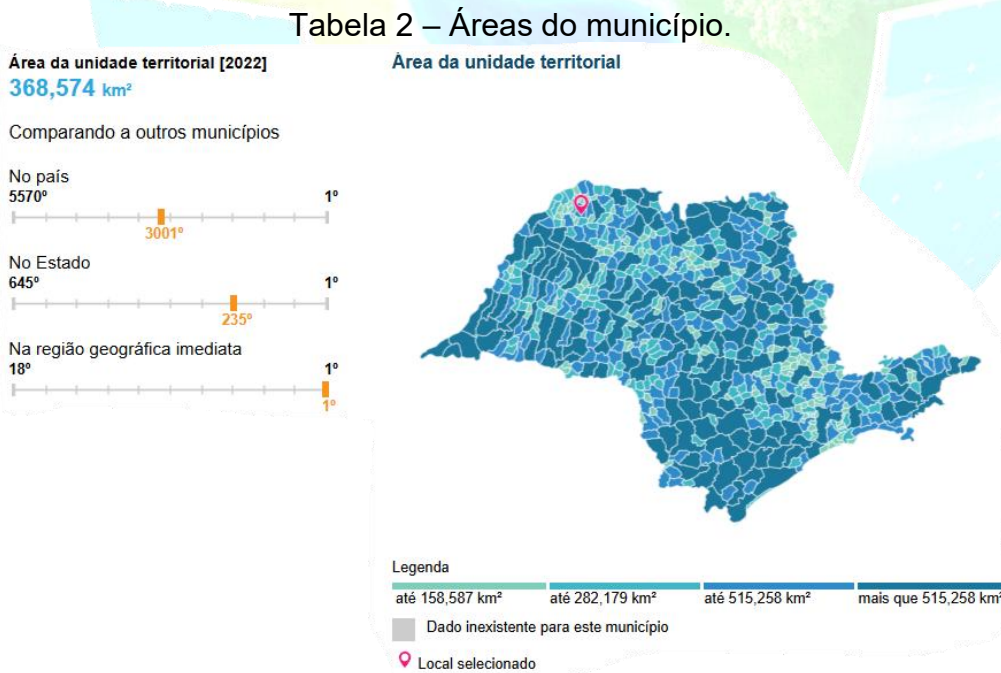 Tabela 2 – Áreas do município.
Área da unidade territorial [2022]
368,574 km²
Comparando a outros municípios
No país
5570º 1º
3001º
No Estado
645º 1º
235º
Na região geográfica imediata
18º 1º
1º
Área da unidade territorial
Legenda
até 158,587 km² até 282,179 km² até 515,258 km² mais que 515,258 km²
Dado inexistente para este município
Local selecionado